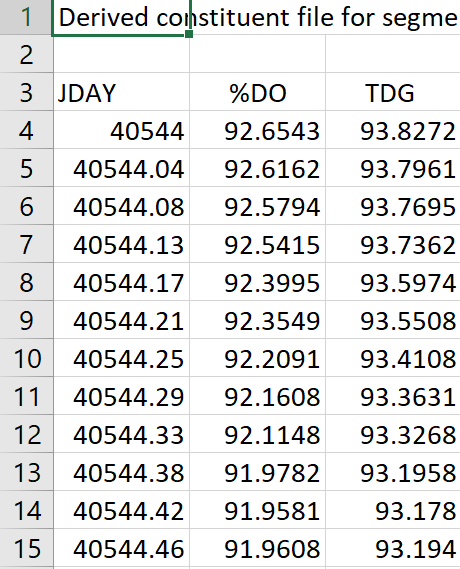 1 Derived constituent file for segme
2
3 JDAY %DO TDG
4 40544 92.6543 93.8272
5 40544.04 92.6162 93.7961
6 40544.08 92.5794 93.7695
7 40544.13 92.5415 93.7362
8 40544.17 92.3995 93.5974
9 40544.21 92.3549 93.5508
10 40544.25 92.2091 93.4108
11 40544.29 92.1608 93.3631
12 40544.33 92.1148 93.3268
13 40544.38 91.9782 93.1958
14 40544.42 91.9581 93.178
15 40544.46 91.9608 93.194